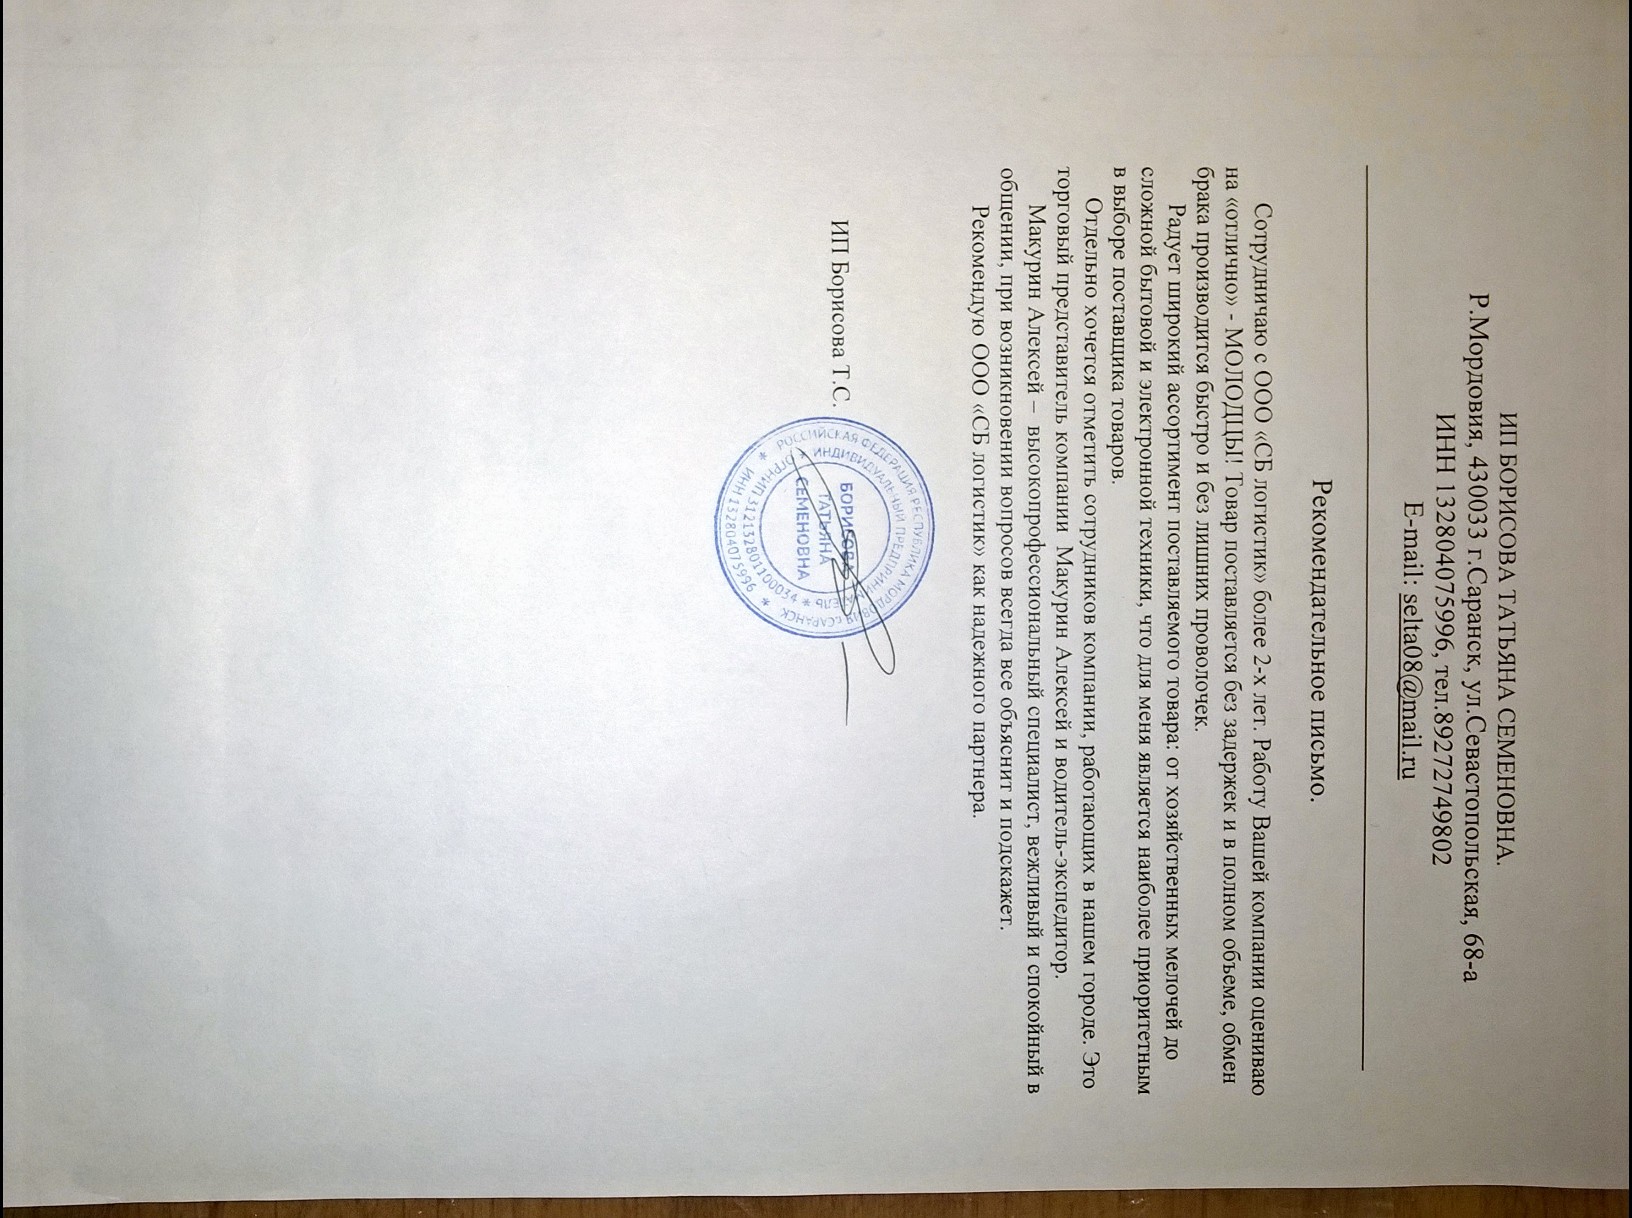 ИП БОРИСОВА ТАТЬЯНА СЕМЕНОВНА.
Р.Мордовия, 430033 г.Саранск, ул.Севастопольская, 68-а
ИНН 132804075996, тел.89272749802
E-mail: selta08@mail.ru
Рекомендательное письмо.
Сотрудничаю с ООО «СБ логистик» более 2-х лет. Работу Вашей компании оцениваю
на «отлично» - МОЛОДЦЫ! Товар поставляется без задержек и в полном объеме, обмен
брака производится быстро и без лишних проволочек.
Радует широкий ассортимент поставляемого товара: от хозяйственных мелочей до
сложной бытовой и электронной техники, что для меня является наиболее приоритетным
в выборе поставщика товаров.
Отдельно хочется отметить сотрудников компании, работающих в нашем городе. Это
торговый представитель компании Макурин Алексей и водитель-экспедитор.
Макурин Алексей – высокопрофессиональный специалист, вежливый и спокойный в
общении, при возникновении вопросов всегда все объяснит и подскажет.
Рекомендую ООО «СБ логистик» как надежного партнера.
ИП Борисова Т.С.
РОССИЙСКАЯ ФЕДЕРАЦИЯ РЕСПУБЛИКА МОРДОВИЯ г.САРАНСК
ИНДИВИДУАЛЬНЫЙ ПРЕДПРИНИМАТЕЛЬ
БОРИСОВА
ТАТЬЯНА
СЕМЕНОВНА
* ОГРНИП 312132801100034 *
* ИНН 132804075996 *